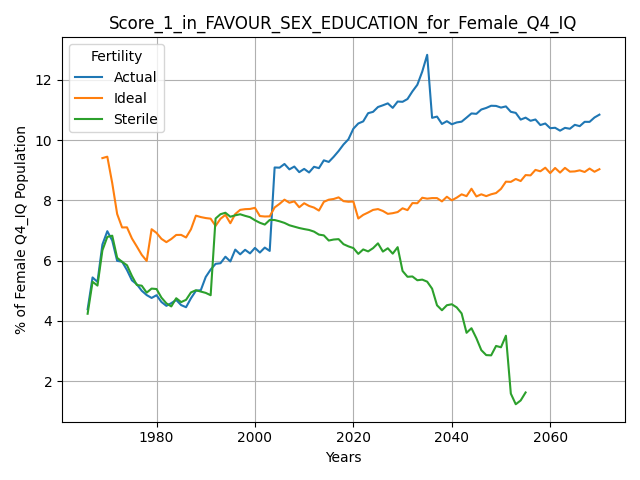 Score_1_in_FAVOUR_SEX_EDUCATION_for_Female_Q4_IQ
Fertility
Actual
Ideal
Sterile
% of Female Q4_IQ Population
12
10
8
6
4
2
1980
2000
2020
2040
2060
Years